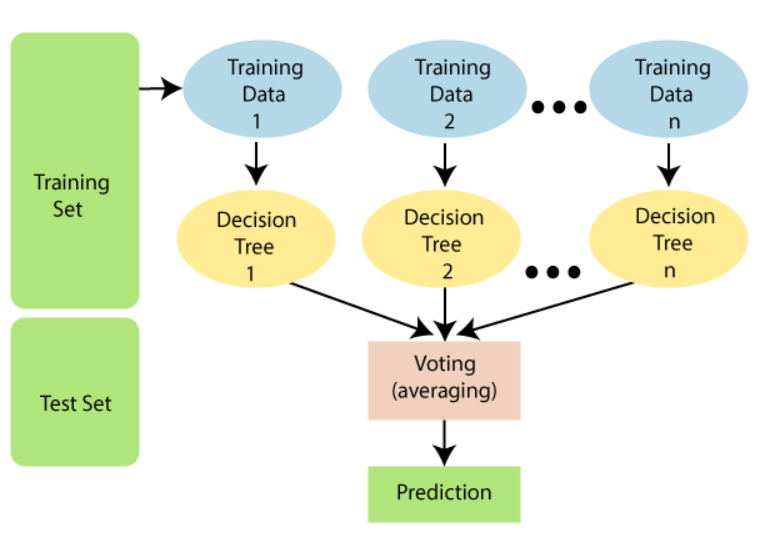 Training
Set
Training
Data
1
Training
Data
2
Training
Data
n
Decision
Tree
1
Decision
Tree
2
Decision
Tree
n
Voting
(averaging)
Test Set
Prediction